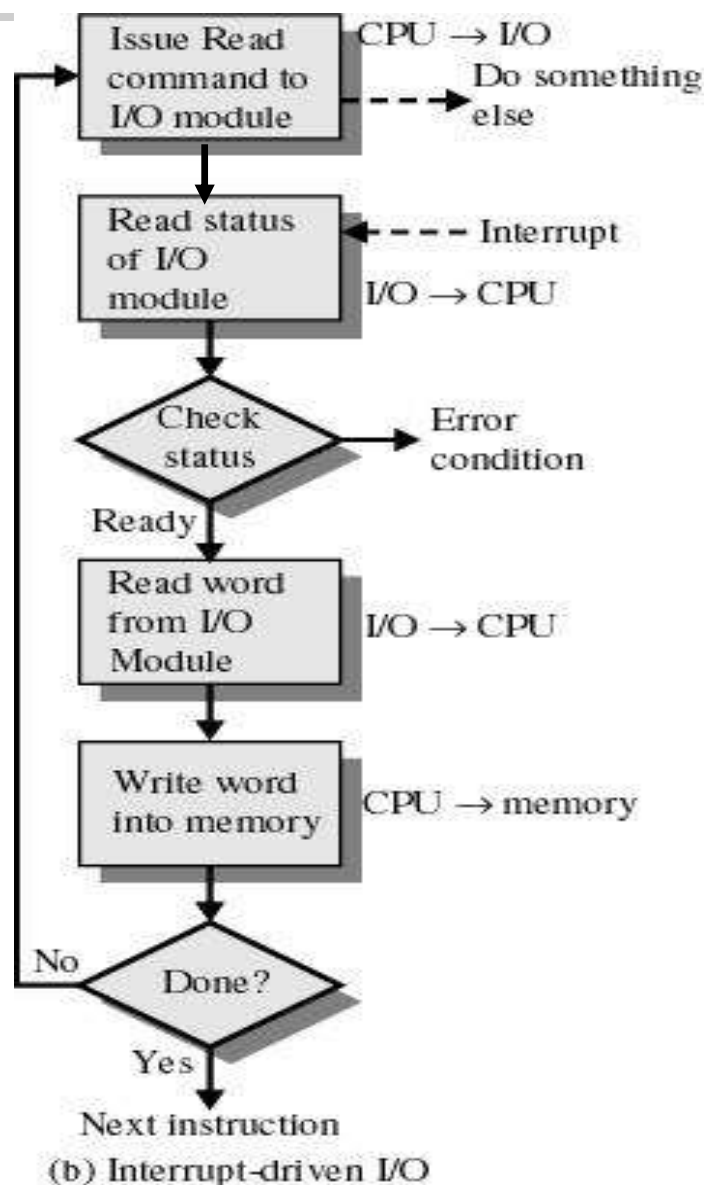 Issue Read
command to
I/O module
CPU → I/O
Do something
else
Read status
of I/O
module
Interrupt
I/O → CPU
Check
status
Error
condition
Ready
Read word
from I/O
Module
I/O → CPU
Write word
into memory
CPU → memory
No
Done?
Yes
Next instruction
(b) Interrupt-driven I/O